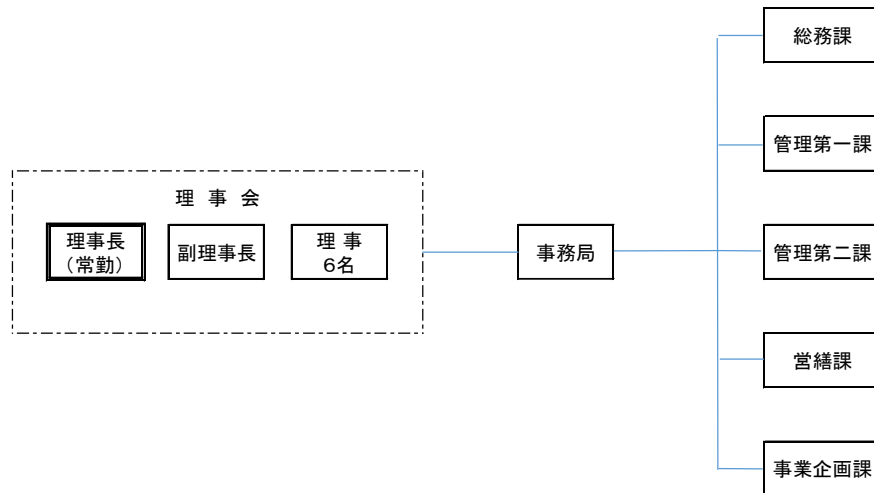 理 事 会
理事長
（常勤）
副理事長
理 事
６名
事務局
総務課
管理第一課
管理第二課
営繕課
事業企画課